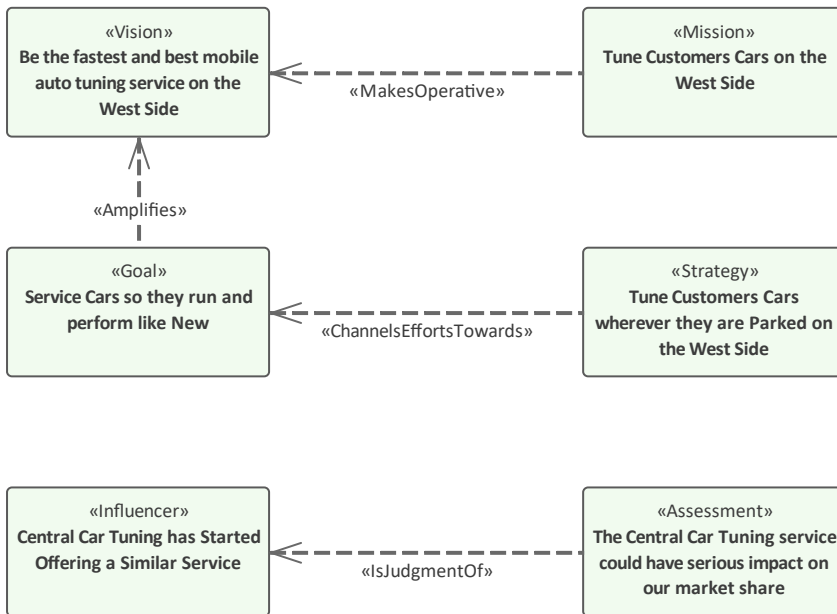 «Vision»
Be the fastest and best mobile
auto tuning service on the
West Side
«Mission»
Tune Customers Cars on the
West Side
«MakesOperative»
«Amplifies»
«Goal»
Service Cars so they run and
perform like New
«Strategy»
Tune Customers Cars
wherever they are Parked on
the West Side
«ChannelsEffortsTowards»
«Influencer»
Central Car Tuning has Started
Offering a Similar Service
«Assessment»
The Central Car Tuning service
could have serious impact on
our market share
«IsJudgmentOf»